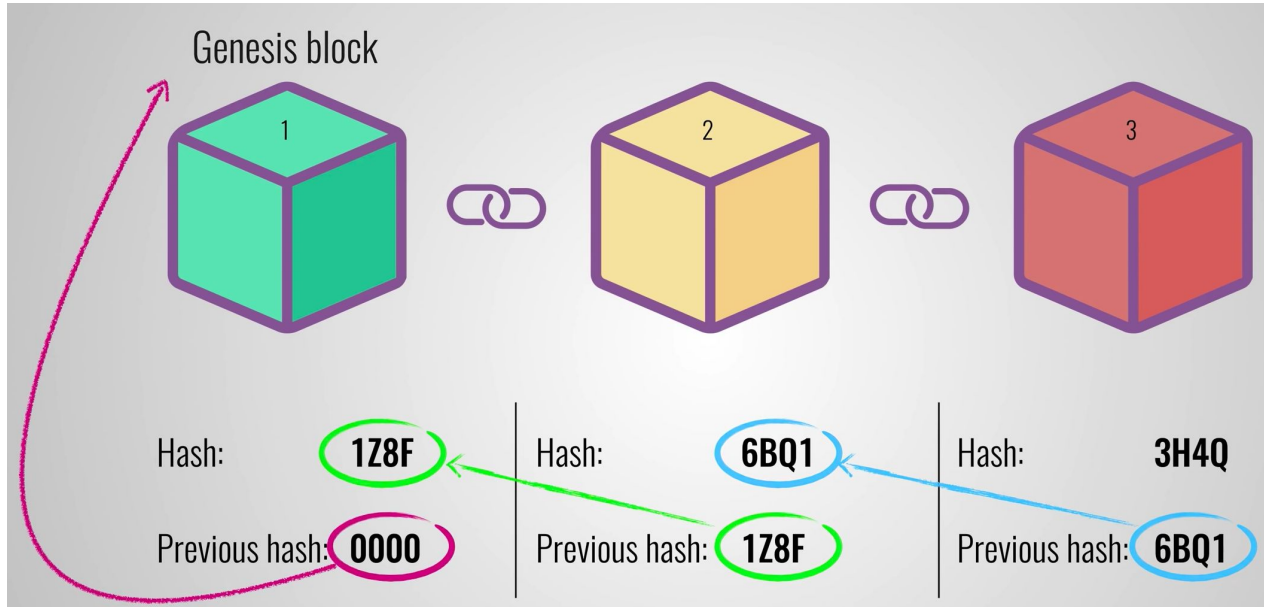 Genesis block
1
2
3
Hash: 1Z8F
Previous hash: 0000
Hash: 6BQ1
Previous hash: 1Z8F
Hash: 3H4Q
Previous hash: 6BQ1